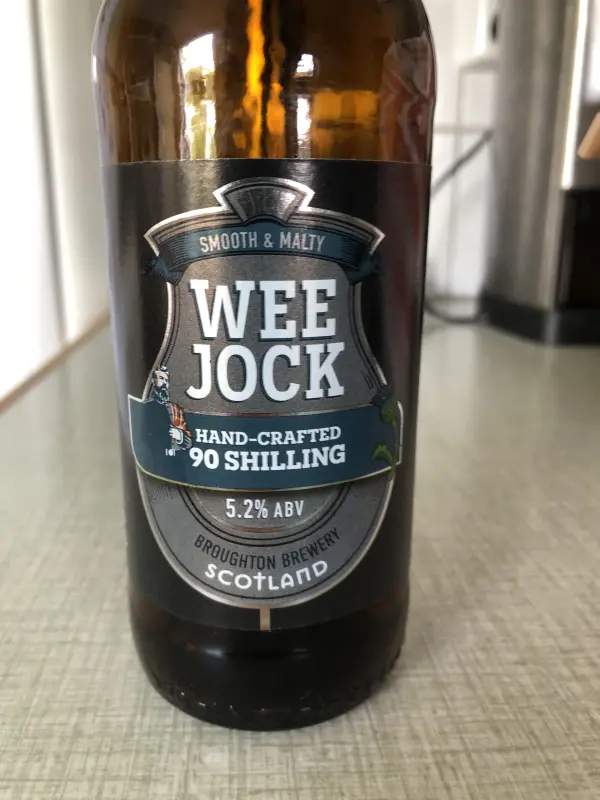 SMOOTH & MALTY
WEE
JOCK
HAND-CRAFTED
90 SHILLING
5.2% ABV
BROUGHTON BREWERY
SCOTLAND